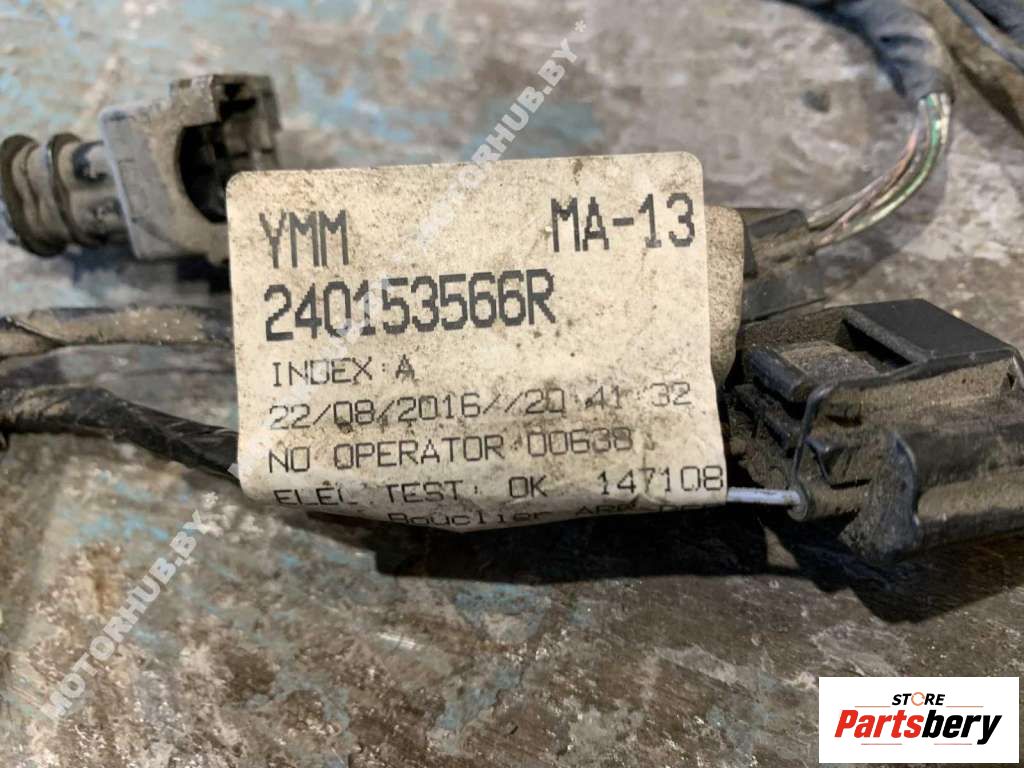 YMM MA-13
240153566R
INDEX:A
22/08/2016//20:41:32
NO OPERATOR 00638
ELEC TEST: OK 147108
Bouclier
MOTORHUB.BY *
MOTORHUB.BY *
STORE
Partsbery